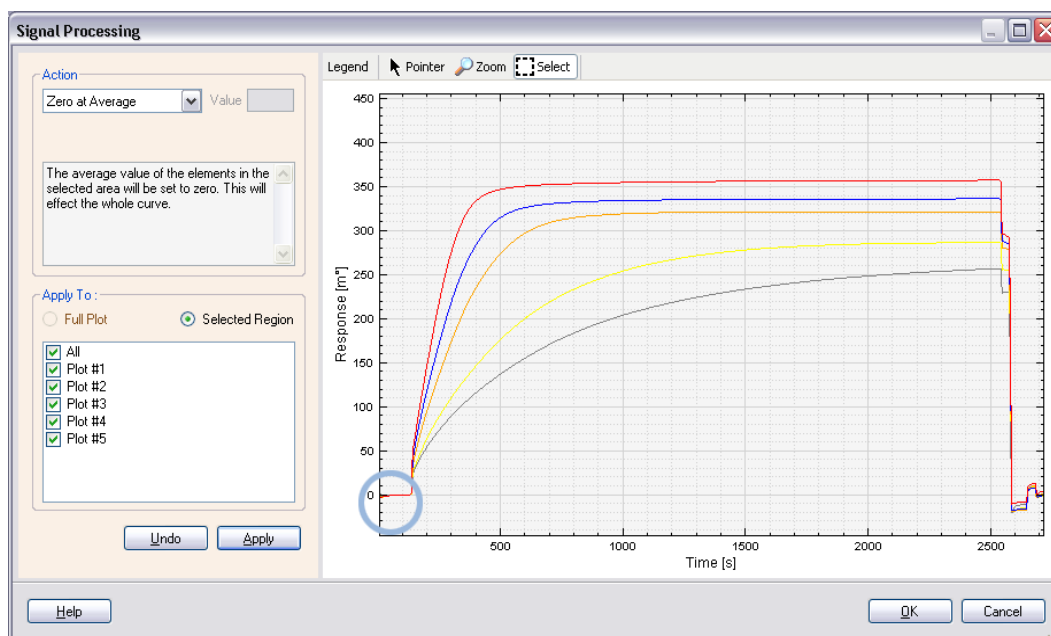 Signal Processing
Action
Zero at Average
Value
The average value of the elements in the
selected area will be set to zero. This will
effect the whole curve.
Apply To :
Full Plot
Selected Region
All
Plot #1
Plot #2
Plot #3
Plot #4
Plot #5
Undo
Apply
Legend
Pointer
Zoom
Select
450
400
350
300
250
200
150
100
50
0
Response [m°]
500
1000
1500
2000
2500
Time [s]
Help
OK
Cancel